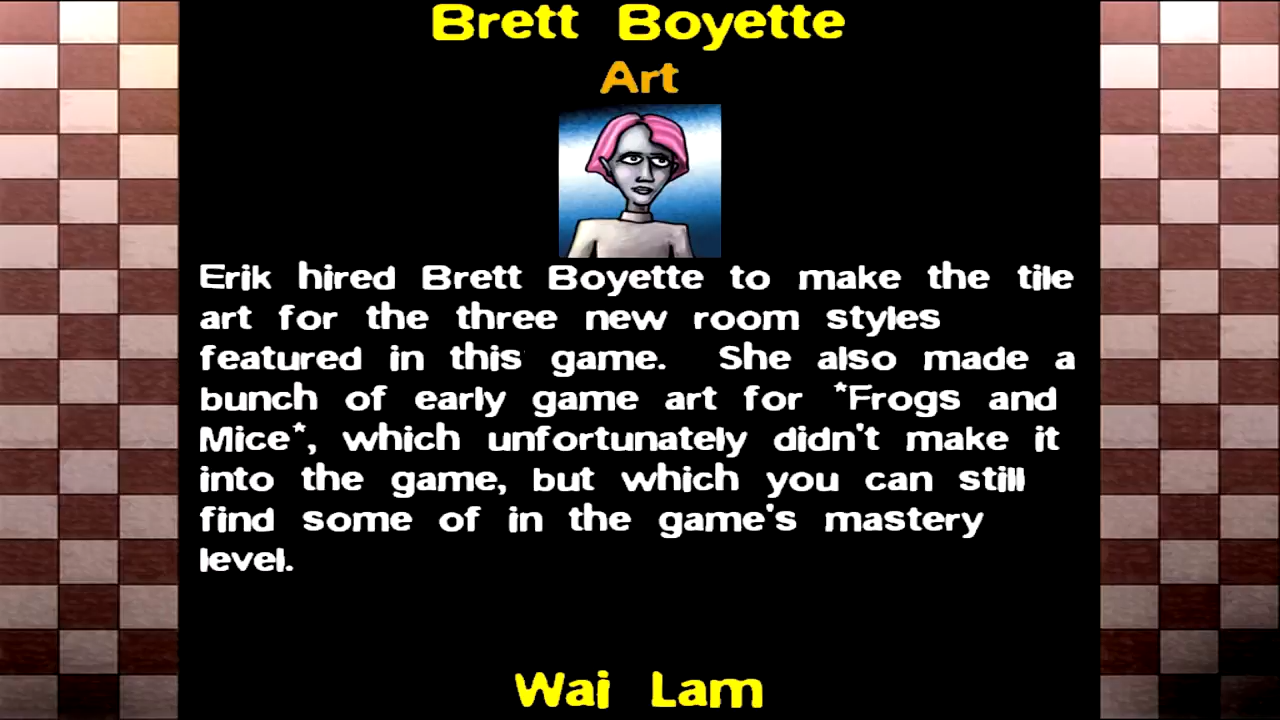 Brett Boyette
Art
Erik hired Brett Boyette to make the tile
art for the three new room styles
featured in this game. She also made a
bunch of early game art for *Frogs and
Mice*, which unfortunately didn't make it
into the game, but which you can still
find some of in the game's mastery
level.
Wai Lam